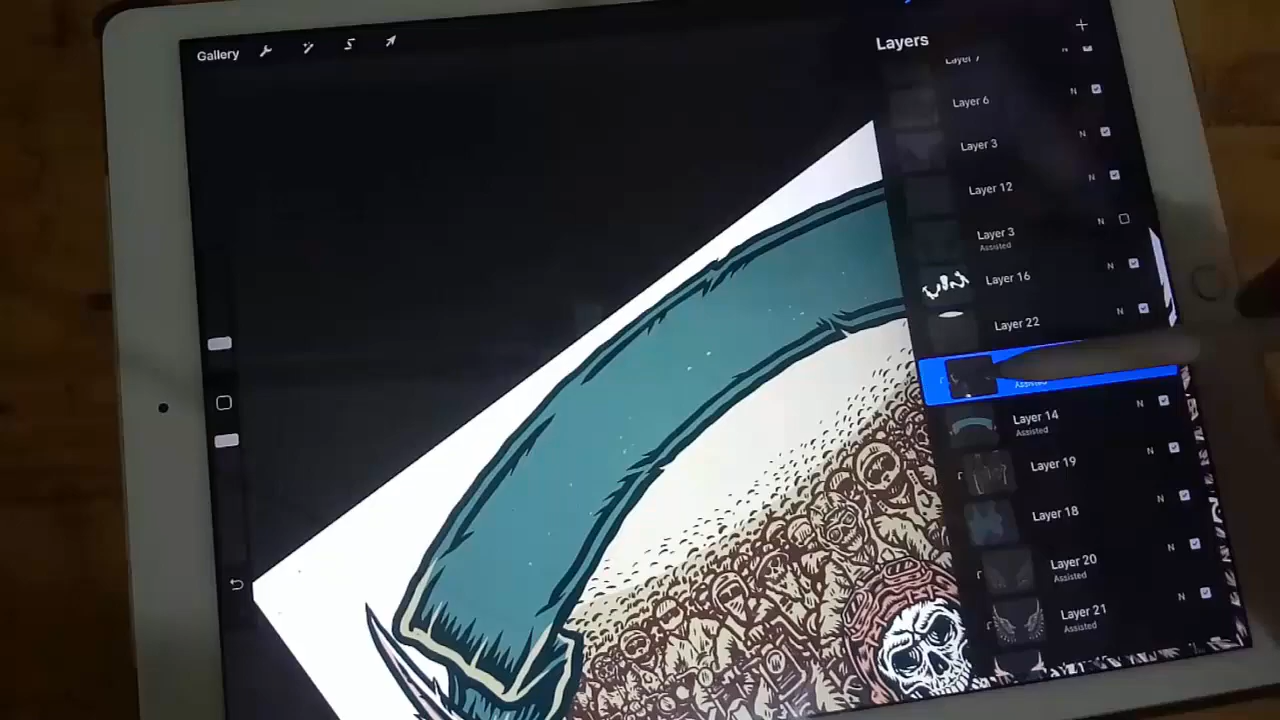 Gallery
Layers
Layer 7
N
Layer 6
N
Layer 3
N
Layer 12
N
Layer 3
Assisted
N
Layer 16
N
Layer 22
N
Assisted
Layer 14
Assisted
N
Layer 19
N
Layer 18
N
Layer 20
Assisted
N
Layer 21
Assisted
N